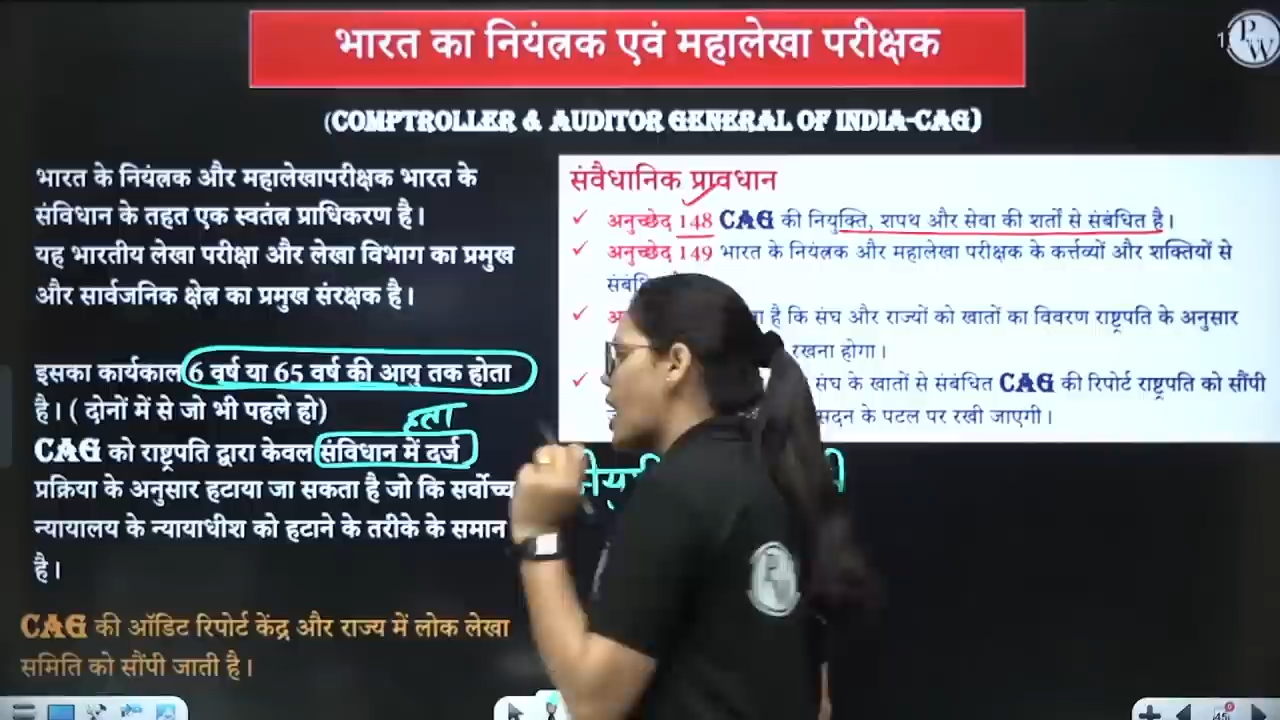 भारत का नियंत्रक एवं महालेखा परीक्षक
PW
(COMPTROLLER & AUDITOR GENERAL OF INDIA-CAG)
भारत के नियंत्रक और महालेखापरीक्षक भारत के
संविधान के तहत एक स्वतंत्र प्राधिकरण है।
यह भारतीय लेखा परीक्षा और लेखा विभाग का प्रमुख
और सार्वजनिक क्षेत्र का प्रमुख संरक्षक है।
इसका कार्यकाल 6 वर्ष या 65 वर्ष की आयु तक होता
है। ( दोनों में से जो भी पहले हो)
CAG को राष्ट्रपति द्वारा केवल संविधान में दर्ज
प्रक्रिया के अनुसार हटाया जा सकता है जो कि सर्वोच्च
न्यायालय के न्यायाधीश को हटाने के तरीके के समान
है।
CAG की ऑडिट रिपोर्ट केंद्र और राज्य में लोक लेखा
समिति को सौंपी जाती है।
संवैधानिक प्रावधान
✓ अनुच्छेद 148 CAG की नियुक्ति, शपथ और सेवा की शर्तों से संबंधित है।
✓ अनुच्छेद 149 भारत के नियंत्रक और महालेखा परीक्षक के कर्त्तव्यों और शक्तियों से
✓ है कि संघ और राज्यों को खातों का विवरण राष्ट्रपति के अनुसार
रखना होगा।
✓ संघ के खातों से संबंधित CAG की रिपोर्ट राष्ट्रपति को सौंपी
सदन के पटल पर रखी जाएगी।
PW